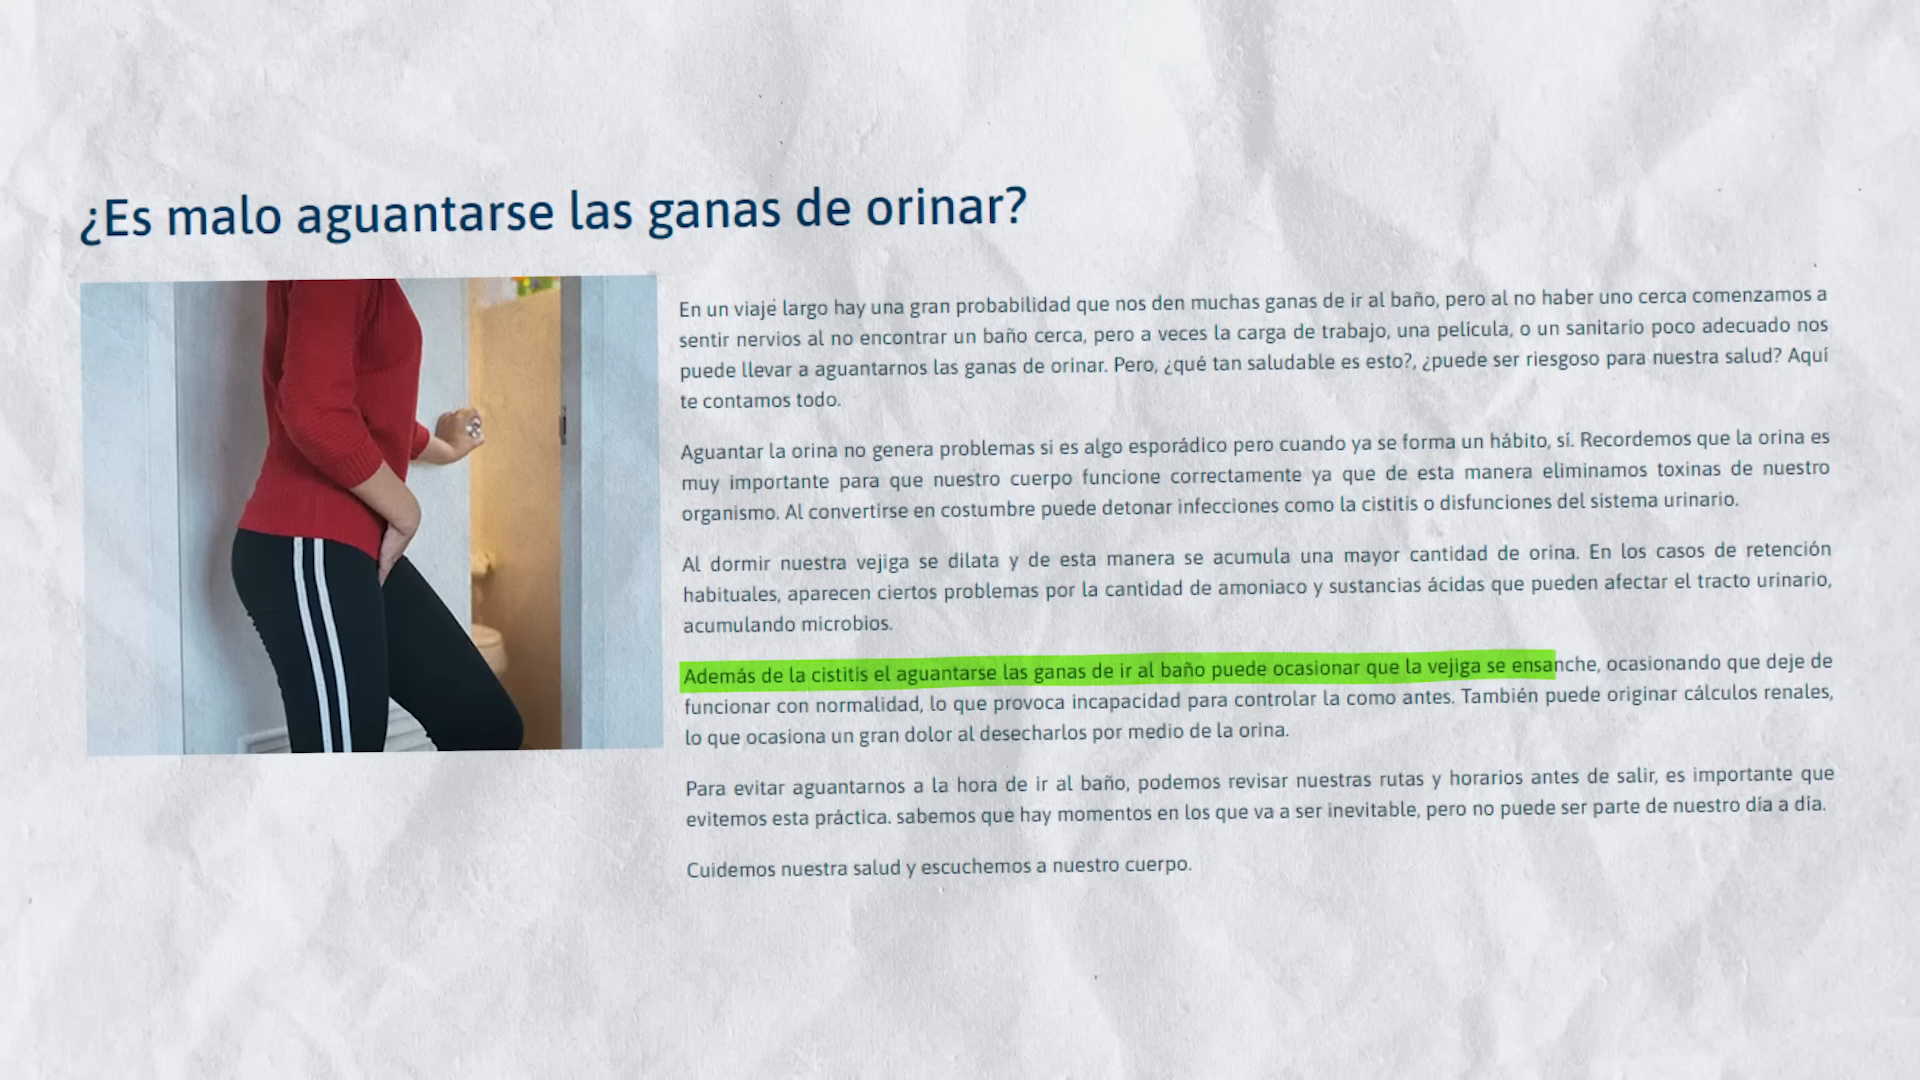 ¿Es malo aguantarse las ganas de orinar?
En un viaje largo hay una gran probabilidad que nos den muchas ganas de ir al baño, pero al no haber uno cerca comenzamos a
sentir nervios al no encontrar un baño cerca, pero a veces la carga de trabajo, una película, o un sanitario poco adecuado nos
puede llevar a aguantarnos las ganas de orinar. Pero, ¿qué tan saludable es esto?, ¿puede ser riesgoso para nuestra salud? Aquí
te contamos todo.
Aguantar la orina no genera problemas si es algo esporádico pero cuando ya se forma un hábito, sí. Recordemos que la orina es
muy importante para que nuestro cuerpo funcione correctamente ya que de esta manera eliminamos toxinas de nuestro
organismo. Al convertirse en costumbre puede detonar infecciones como la cistitis o disfunciones del sistema urinario.
Al dormir nuestra vejiga se dilata y de esta manera se acumula una mayor cantidad de orina. En los casos de retención
habituales, aparecen ciertos problemas por la cantidad de amoniaco y sustancias ácidas que pueden afectar el tracto urinario,
acumulando microbios.
Además de la cistitis el aguantarse las ganas de ir al baño puede ocasionar que la vejiga se ensanche, ocasionando que deje de
funcionar con normalidad, lo que provoca incapacidad para controlar la como antes. También puede originar cálculos renales,
lo que ocasiona un gran dolor al desecharlos por medio de la orina.
Para evitar aguantarnos a la hora de ir al baño, podemos revisar nuestras rutas y horarios antes de salir, es importante que
evitemos esta práctica. sabemos que hay momentos en los que va a ser inevitable, pero no puede ser parte de nuestro día a día.
Cuidemos nuestra salud y escuchemos a nuestro cuerpo.